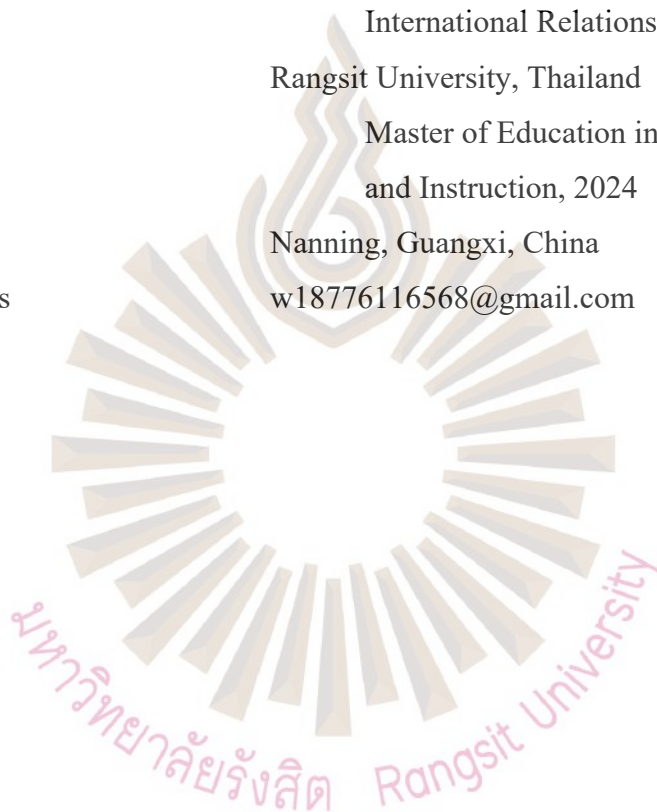 International Relations
Rangsit University, Thailand
Master of Education in
and Instruction, 2024
Nanning, Guangxi, China
s
w18776116568@gmail.com
มหาวิทยาลัยรังสิต Rangsit University